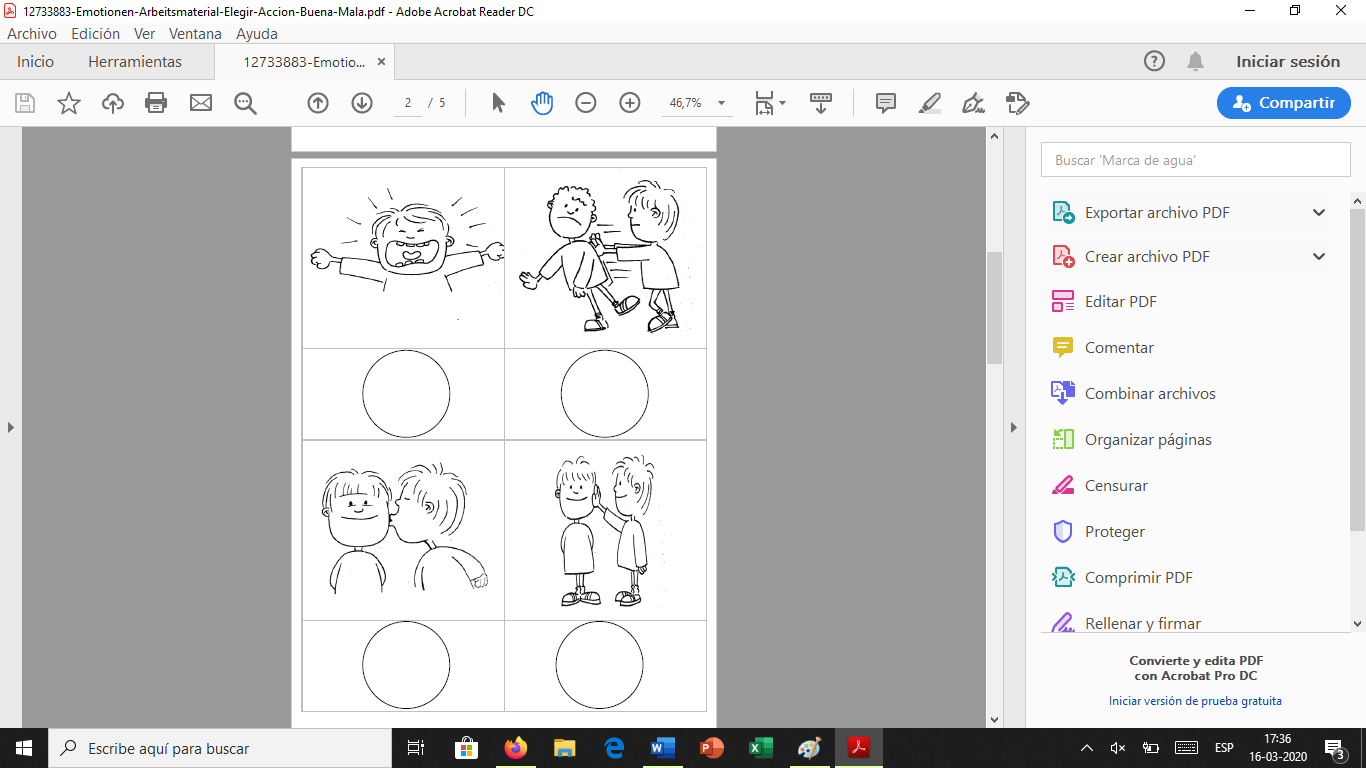 12733883-Emotionen-Arbeitsmaterial-Elegir-Accion-Buena-Mala.pdf - Adobe Acrobat Reader DC
Archivo Edición Ver Ventana Ayuda
Inicio Herramientas 12733883-Emotio... × Iniciar sesión
2 / 5 46,7% Compartir
Buscar 'Marca de agua'
Exportar archivo PDF
Crear archivo PDF
Editar PDF
Comentar
Combinar archivos
Organizar páginas
Censurar
Proteger
Comprimir PDF
Rellenar y firmar
Convierte y edita PDF
con Acrobat Pro DC
Iniciar versión de prueba gratuita
Escribe aquí para buscar
ESP
17:36
16-03-2020
3